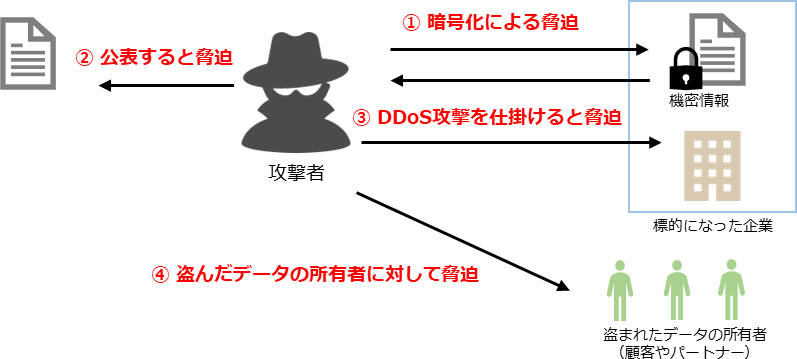 ① 暗号化による脅迫
② 公表すると脅迫
機密情報
③ DDoS攻撃を仕掛けると脅迫
攻撃者
標的になった企業
④ 盗んだデータの所有者に対して脅迫
盗まれたデータの所有者
（顧客やパートナー）